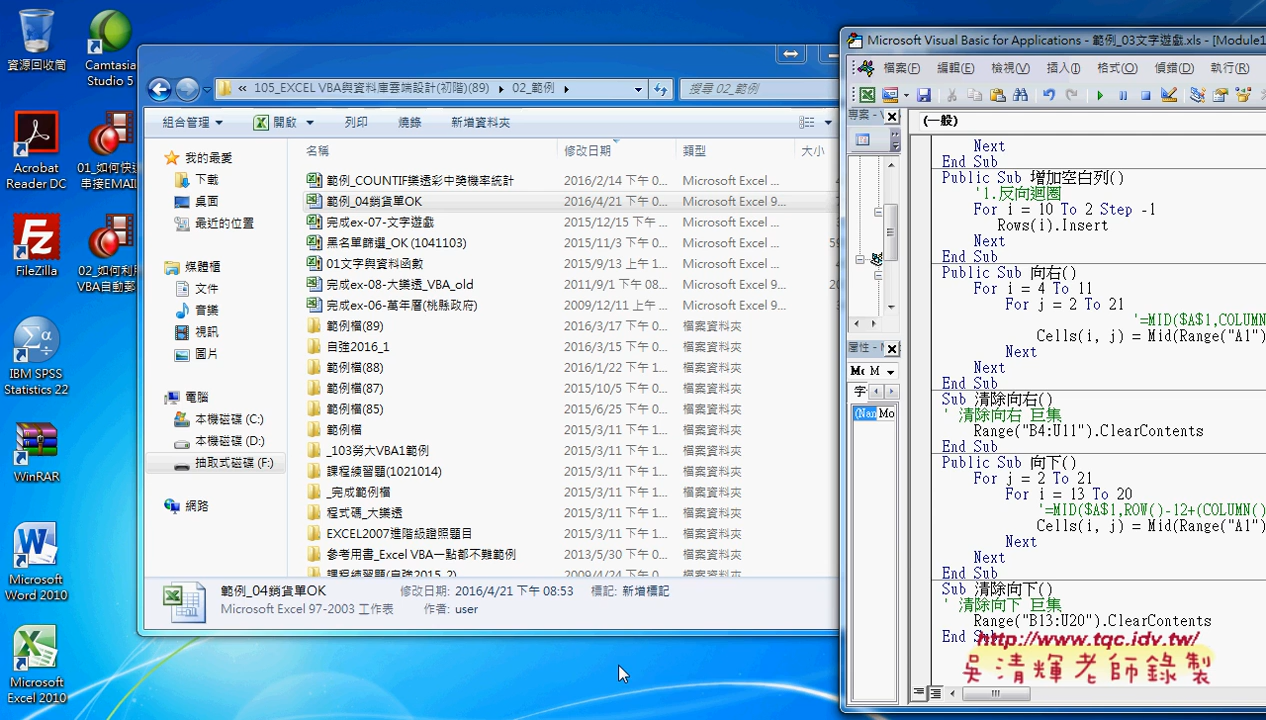 資源回收筒
Camtasia
Studio 5
Acrobat
Reader DC
01_如何快速
串接EMAIL
FileZilla
02_如何利用
VBA自動郵
IBM SPSS
Statistics 22
WinRAR
Microsoft
Word 2010
Microsoft
Excel 2010
« 105_EXCEL VBA與資料庫雲端設計(初階)(89) 02_範例
搜尋 02_範例
組合管理 開啟 列印 燒錄 新增資料夾
我的最愛
下載
桌面
最近的位置
媒體櫃
文件
音樂
視訊
圖片
電腦
本機磁碟 (C:)
本機磁碟 (D:)
抽取式磁碟 (F:)
網路
名稱 修改日期 類型 大小
範例_COUNTIF樂透彩中獎機率統計 2016/2/14 下午 0... Microsoft Excel ...
範例_04銷貨單OK 2016/4/21 下午 0... Microsoft Excel 9...
完成ex-07-文字遊戲 2015/12/15 下午 ... Microsoft Excel ...
黑名單篩選_OK (1041103) 2015/11/3 下午 0... Microsoft Excel ...
01文字與資料函數 2015/9/13 上午 1... Microsoft Excel ...
完成ex-08-大樂透_VBA_old 2011/9/1 下午 08... Microsoft Excel 9...
完成ex-06-萬年曆(桃縣政府) 2009/12/11 上午 ... Microsoft Excel 9...
範例檔(89) 2016/3/17 下午 0... 檔案資料夾
自強2016_1 2016/3/15 下午 0... 檔案資料夾
範例檔(88) 2016/1/22 下午 0... 檔案資料夾
範例檔(87) 2015/10/5 下午 0... 檔案資料夾
範例檔(85) 2015/6/25 下午 0... 檔案資料夾
範例檔 2015/3/11 下午 1... 檔案資料夾
_103勞大VBA1範例 2015/3/11 下午 1... 檔案資料夾
課程練習題(1021014) 2015/3/11 下午 1... 檔案資料夾
_完成範例檔 2015/3/11 下午 1... 檔案資料夾
程式碼_大樂透 2015/3/11 下午 1... 檔案資料夾
EXCEL2007進階級證照題目 2015/3/11 下午 1... 檔案資料夾
參考用書_Excel VBA一點都不難範例 2013/5/30 下午 0... 檔案資料夾
課程練習題(自強2015_2) 2009/4/24 下午 0... 檔案資料夾
範例_04銷貨單OK 修改日期: 2016/4/21 下午 08:53 標記: 新增標記
Microsoft Excel 97-2003 工作表 作者: user
Microsoft Visual Basic for Applications - 範例_03文字遊戲.xls - [Module1
檔案(F) 編輯(E) 檢視(V) 插入(I) 格式(O) 偵錯(D) 執行(R)
專案 - V
屬性 -
M
字
(Nan Mo
(一般)
Next
End Sub
Public Sub 增加空白列()
'1.反向迴圈
For i = 10 To 2 Step -1
Rows(i).Insert
Next
End Sub
Public Sub 向右()
For i = 4 To 11
For j = 2 To 21
'=MID($A$1,COLUMN
Cells(i, j) = Mid(Range("A1")
Next
Next
End Sub
Sub 清除向右()
' 清除向右 巨集
Range("B4:U11").ClearContents
End Sub
Public Sub 向下()
For j = 2 To 21
For i = 13 To 20
'=MID($A$1,ROW()-12+(COLUMN()
Cells(i, j) = Mid(Range("A1")
Next
Next
End Sub
Sub 清除向下()
' 清除向下 巨集
Range("B13:U20").ClearContents
End Sub
http://www.tqc.idv.tw/
吳清輝老師錄製